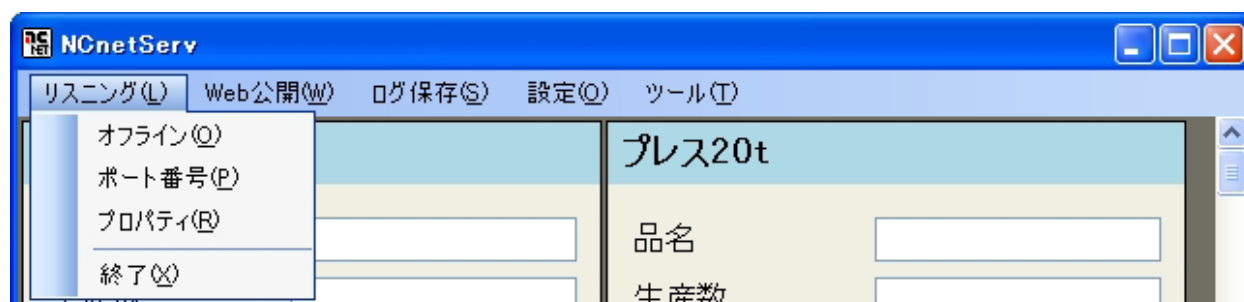 NC NET NCnetServ
リスニング(L) Web公開(W) ログ保存(S) 設定(O) ツール(T)
オフライン(O)
ポート番号(P)
プロパティ(R)
終了(X)
プレス20t
品名
生産数